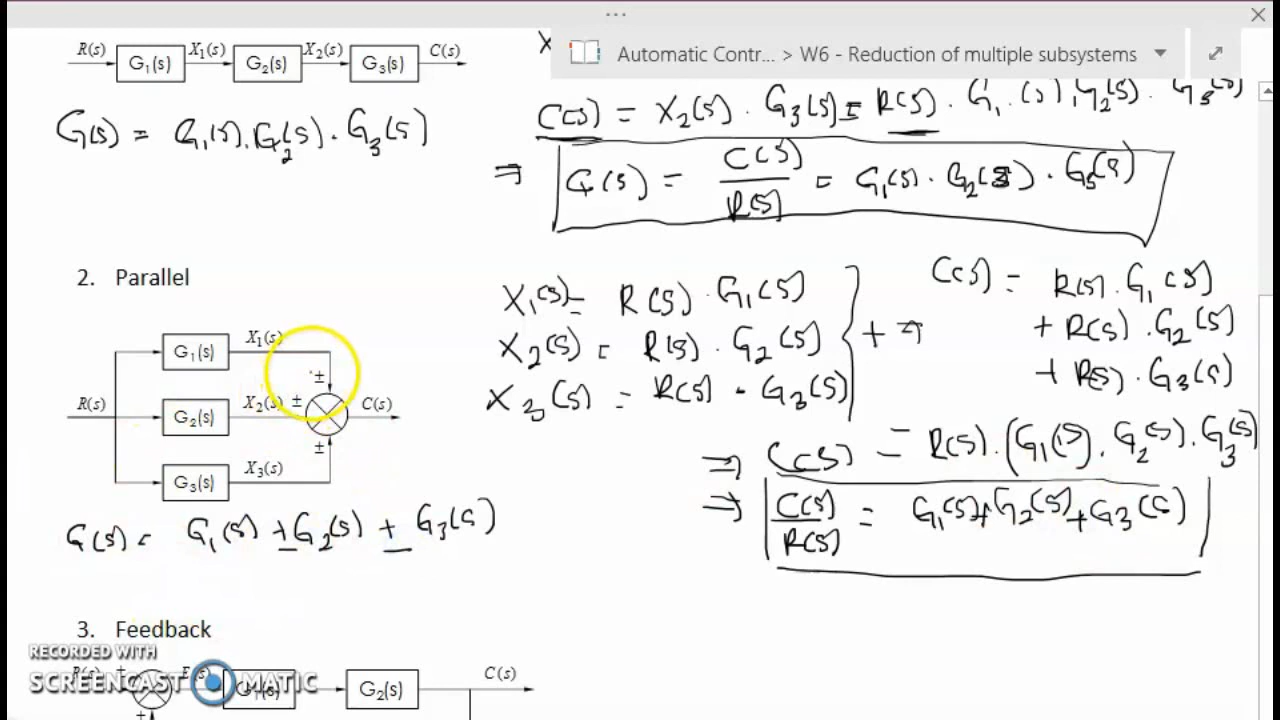 Automatic Contr... > W6 - Reduction of multiple subsystems
R(s) G₁(s) X₁(s) G₂(s) X₂(s) G₃(s) C(s)
G(s) = G₁(s).G₂(s).G₃(s)
C(s) = X₂(s) . G₃(s) = R(s) . G₁(s).G₂(s) . G₃(s)
⇒ G(s) = C(s)/R(s) = G₁(s) . G₂(s) . G₃(s)
2. Parallel
R(s)
G₁(s) X₁(s) ±
G₂(s) X₂(s) ± C(s)
G₃(s) X₃(s) ±
G(s) = G₁(s) ± G₂(s) ± G₃(s)
X₁(s) = R(s) . G₁(s)
X₂(s) = R(s) . G₂(s)
X₃(s) = R(s) - G₃(s)
+ ⇒
C(s) = R(s) . G₁(s)
+ R(s) . G₂(s)
+ R(s) . G₃(s)
⇒ C(s) = R(s) . (G₁(s) . G₂(s) . G₃(s)
⇒ C(s)/R(s) = G₁(s) + G₂(s) + G₃(s)
3. Feedback
R(s) + E(s) G₁(s) G₂(s) C(s)
±
RECORDED WITH
SCREENCAST MATIC